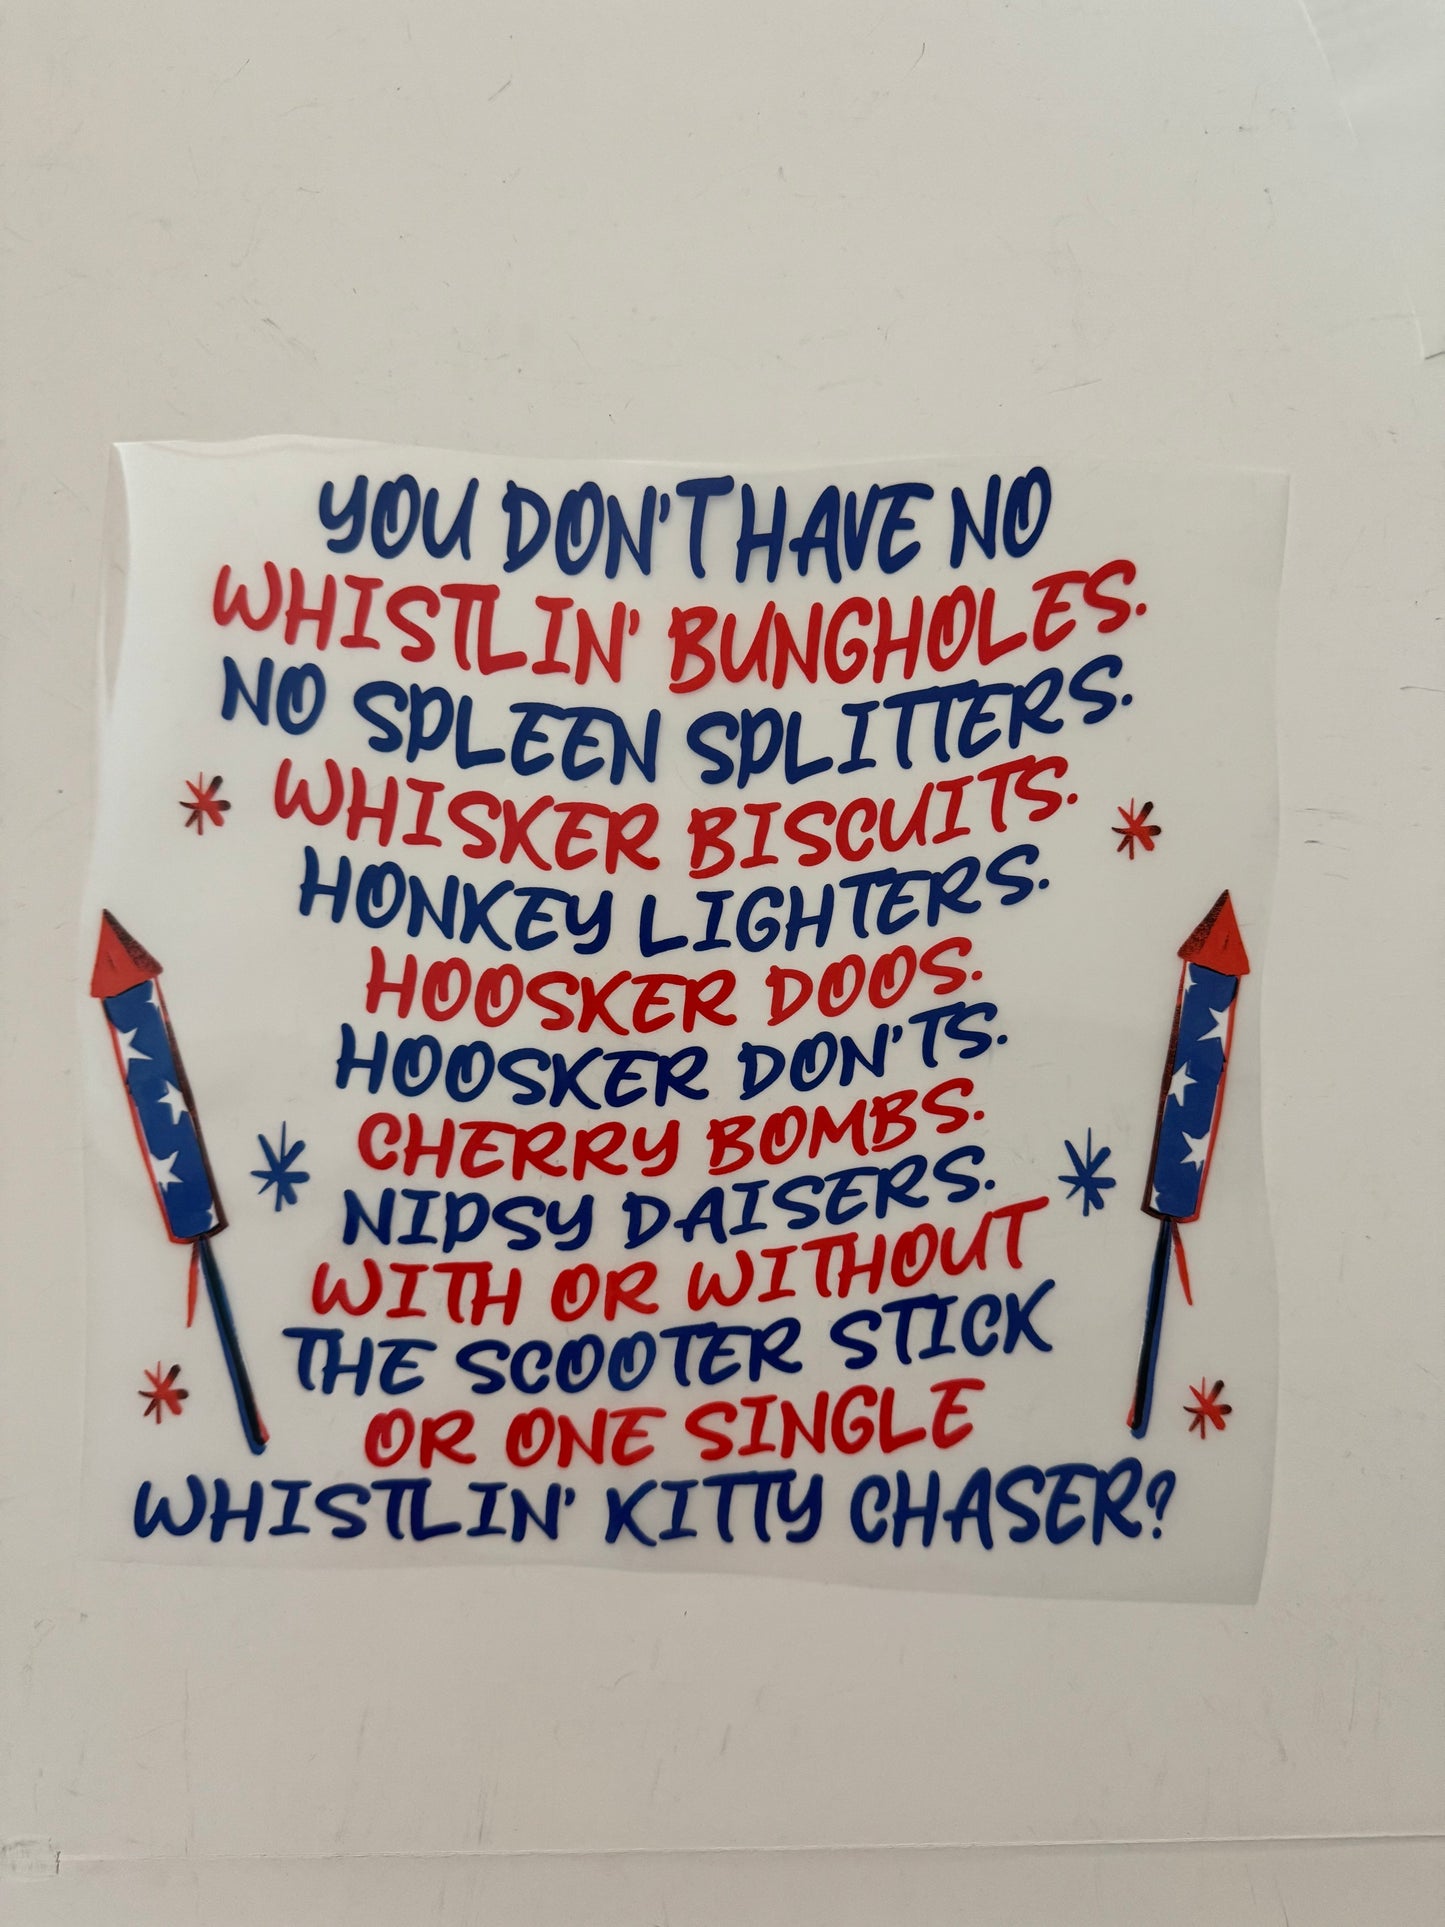 YOU DON'T HAVE NO
WHISTLIN' BUNGHOLES.
NO SPLEEN SPLITTERS.
WHISKER BISCUITS.
HONKEY LIGHTERS.
HOOSKER DOOS.
HOOSKER DON'TS.
CHERRY BOMBS.
NIPSY DAISERS.
WITH OR WITHOUT
THE SCOOTER STICK
OR ONE SINGLE
WHISTLIN' KITTY CHASER?